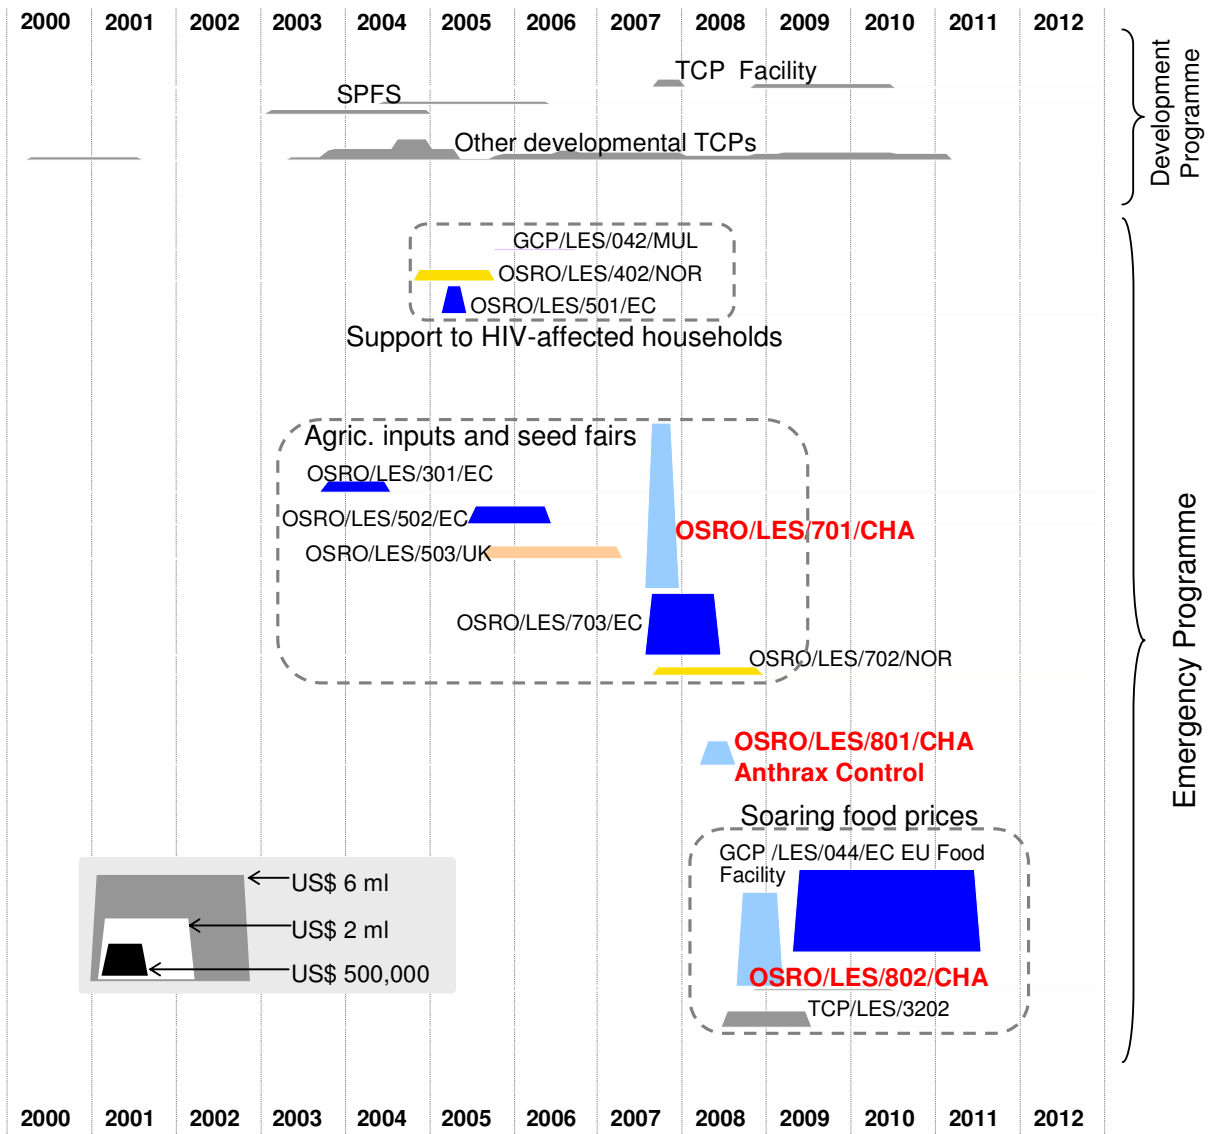 2000 2001 2002 2003 2004 2005 2006 2007 2008 2009 2010 2011 2012
TCP Facility
SPFS
Other developmental TCPs
Development
Programme
GCP/LES/042/MUL
OSRO/LES/402/NOR
OSRO/LES/501/EC
Support to HIV-affected households
Agric. inputs and seed fairs
OSRO/LES/301/EC
OSRO/LES/502/EC
OSRO/LES/701/CHA
OSRO/LES/503/UK
OSRO/LES/703/EC
OSRO/LES/702/NOR
Emergency Programme
OSRO/LES/801/CHA
Anthrax Control
Soaring food prices
GCP /LES/044/EC EU Food
Facility
OSRO/LES/802/CHA
TCP/LES/3202
US$ 6 ml
US$ 2 ml
US$ 500,000
2000 2001 2002 2003 2004 2005 2006 2007 2008 2009 2010 2011 2012